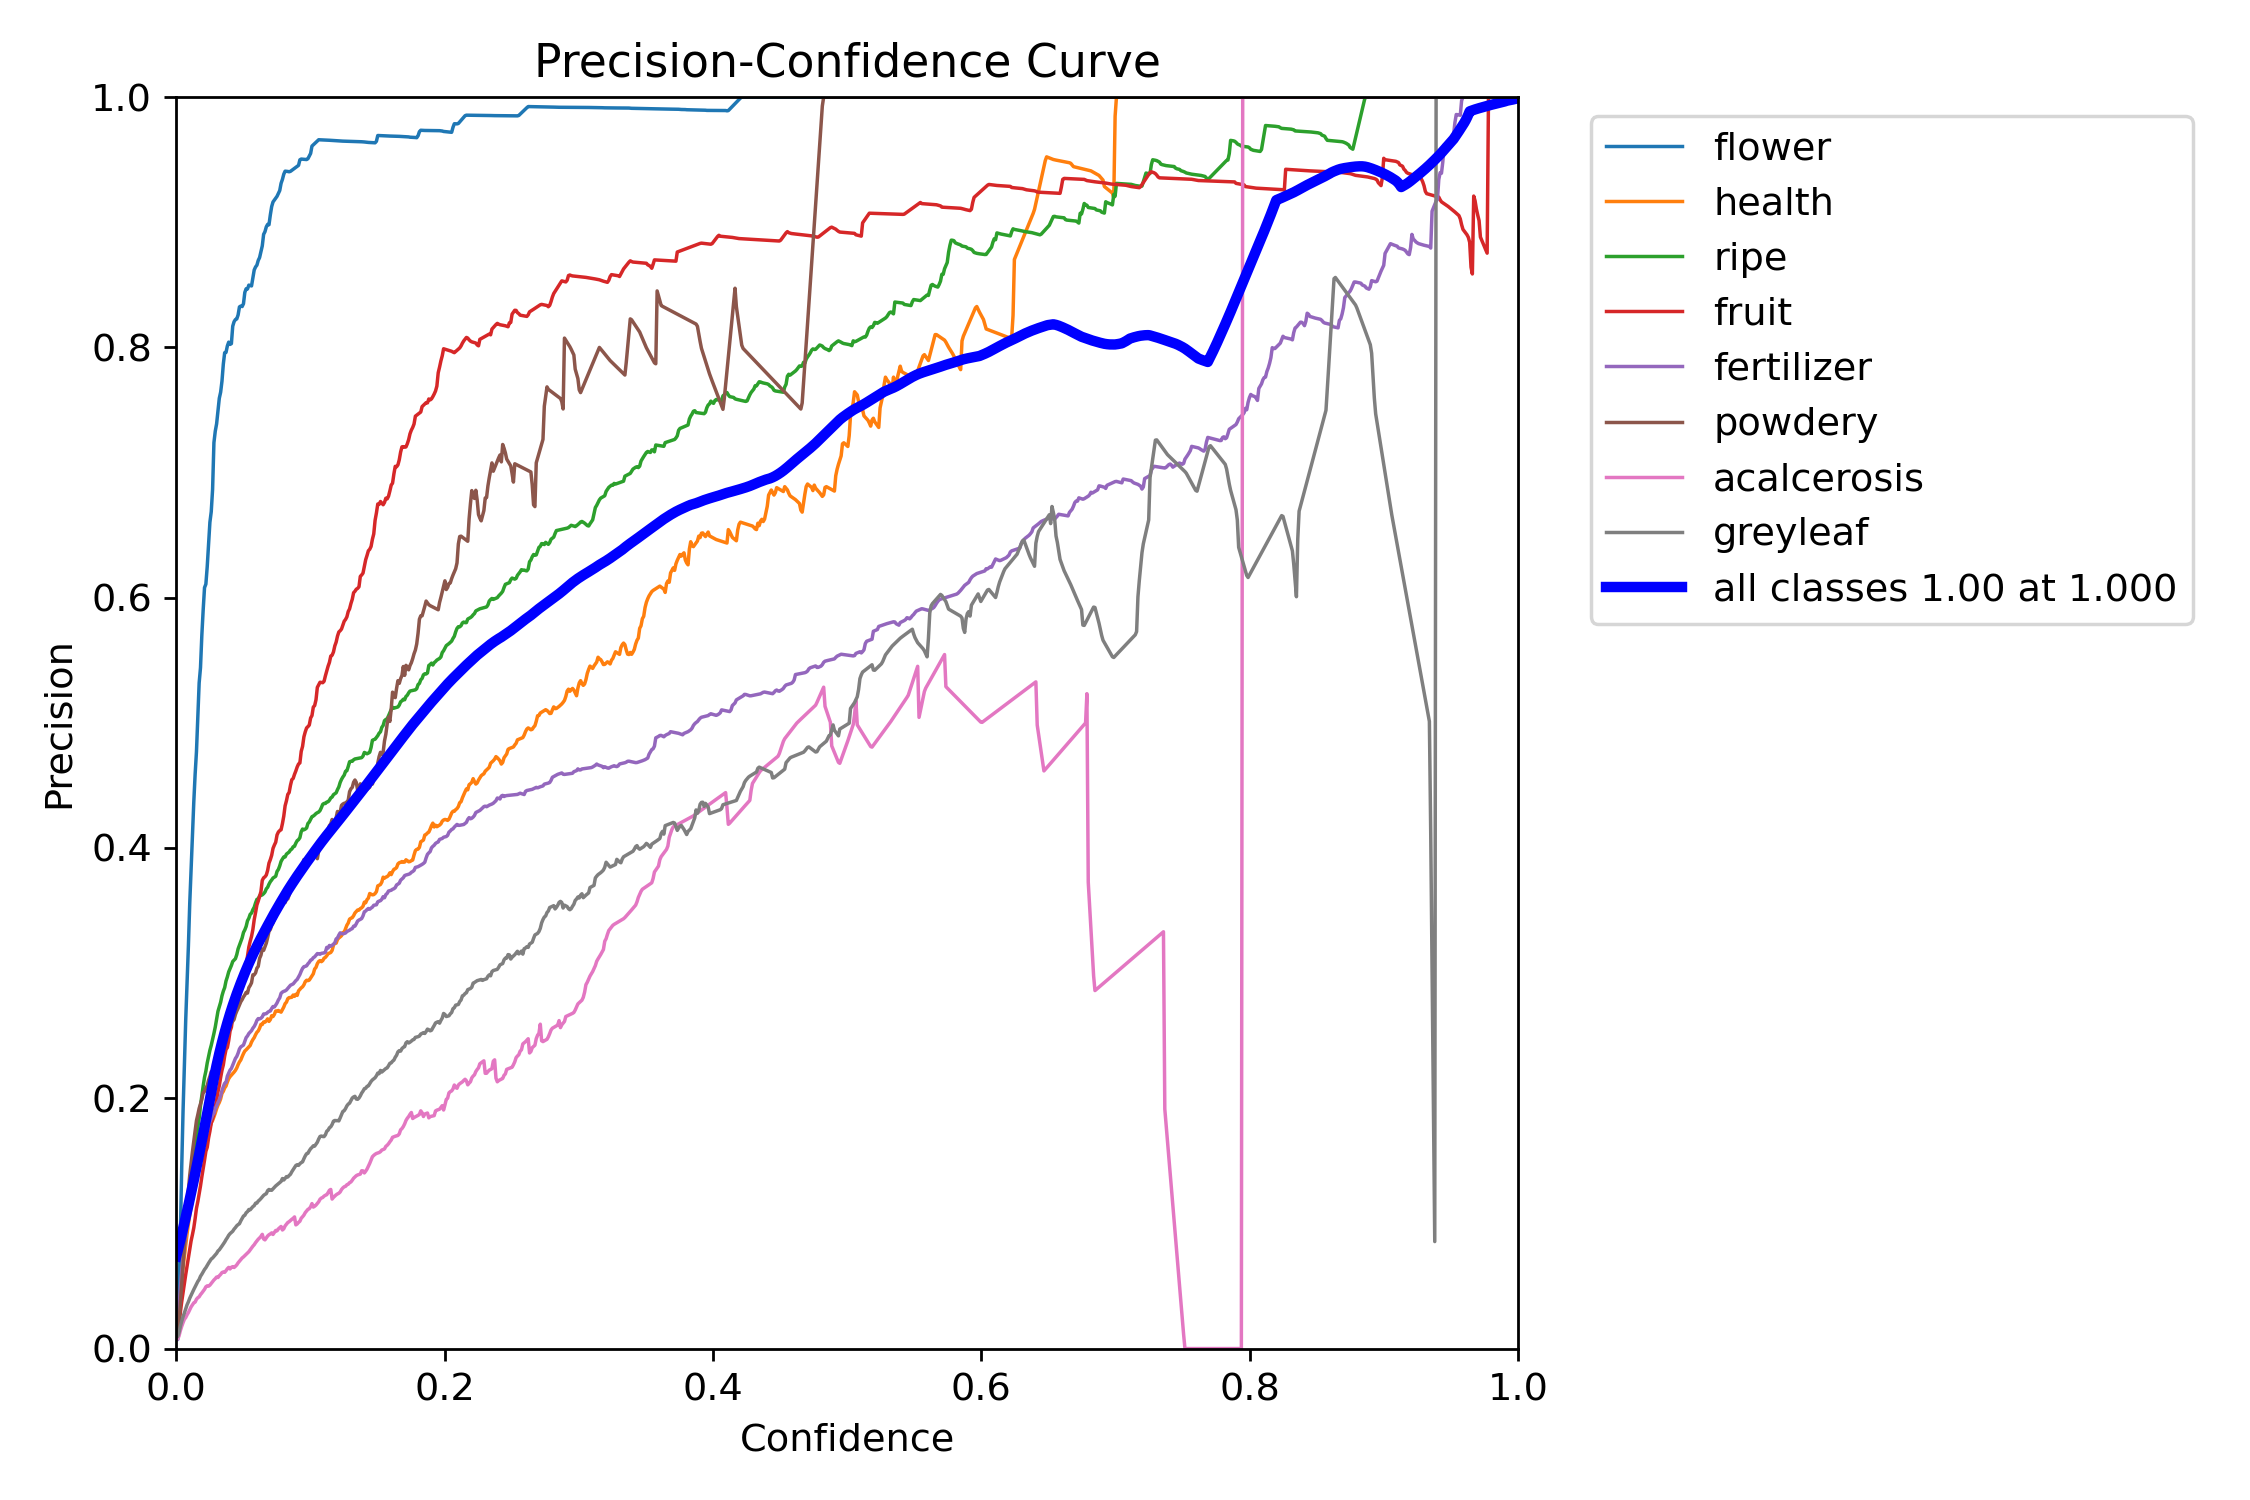 Precision-Confidence Curve
1.0
0.8
0.6
0.4
0.2
0.0
Precision
0.0 0.2 0.4 0.6 0.8 1.0
Confidence
flower
health
ripe
fruit
fertilizer
powdery
acalcerosis
greyleaf
all classes 1.00 at 1.000